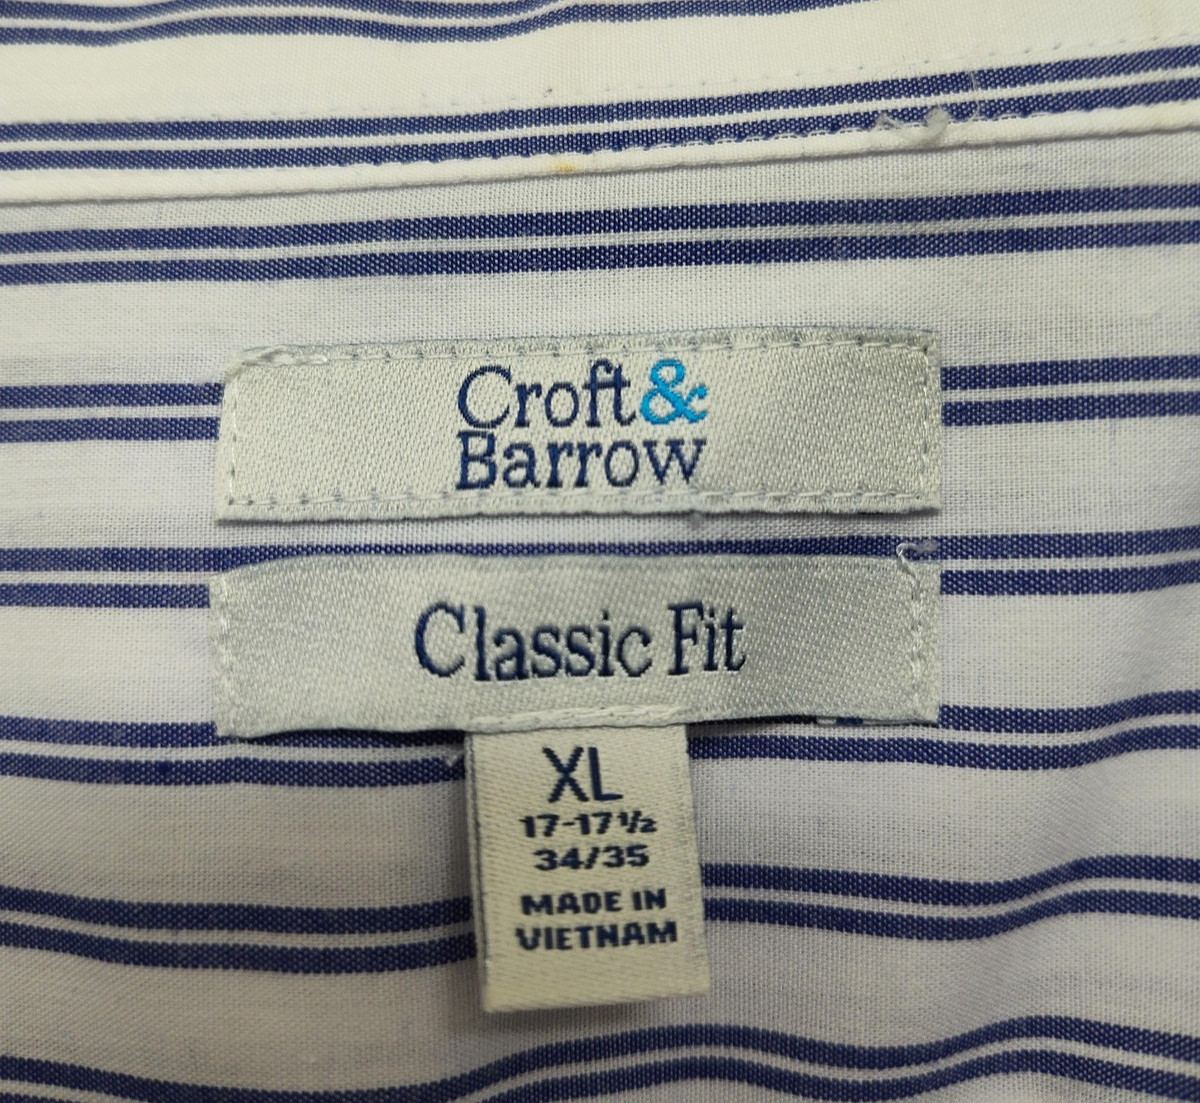 Croft&
Barrow
Classic Fit
XL
17-17½
34/35
MADE IN
VIETNAM